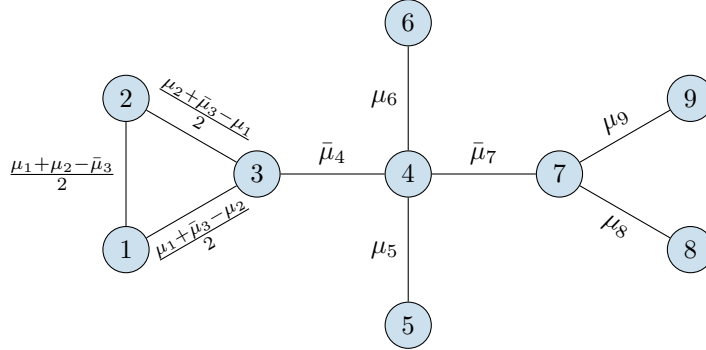 6
2
(μ₂+μ̄₃−μ₁)/2
μ₆
μ₉
9
(μ₁+μ₂−μ̄₃)/2
3
μ̄₄
4
μ̄₇
7
1
(μ₁+μ̄₃−μ₂)/2
μ₅
μ₈
8
5